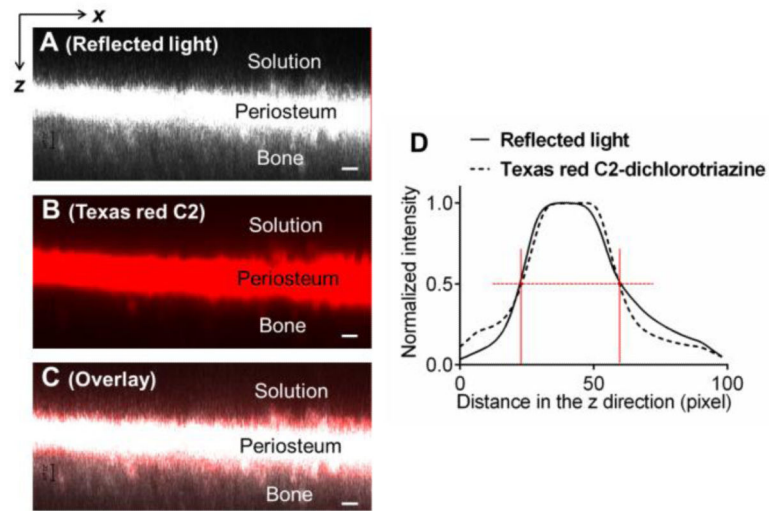 x
z
A (Reflected light)
Solution
Periosteum
Bone
B (Texas red C2)
Solution
Periosteum
Bone
C (Overlay)
Solution
Periosteum
Bone
D
Reflected light
Texas red C2-dichlorotriazine
Normalized intensity
1.0
0.5
0.0
0 50 100
Distance in the z direction (pixel)